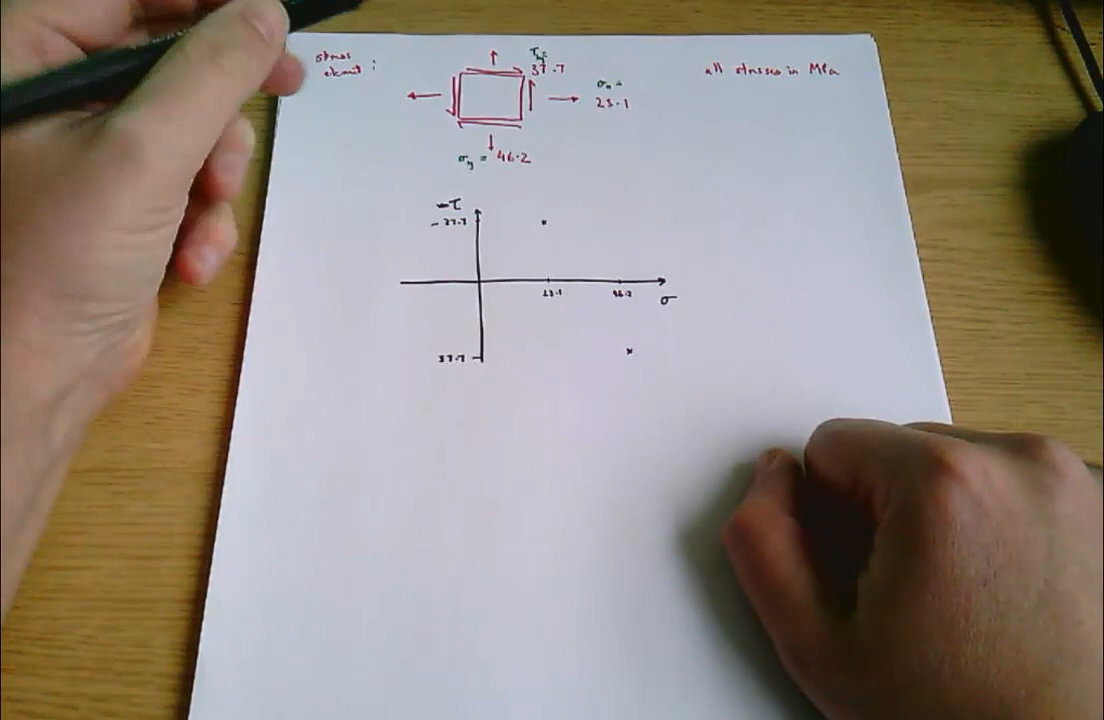 stress
element :
τxy=
37.7
σx =
23.1
σy = 46.2
all stresses in MPa
-τ
- 37.7
23.1
46.2
σ
37.7